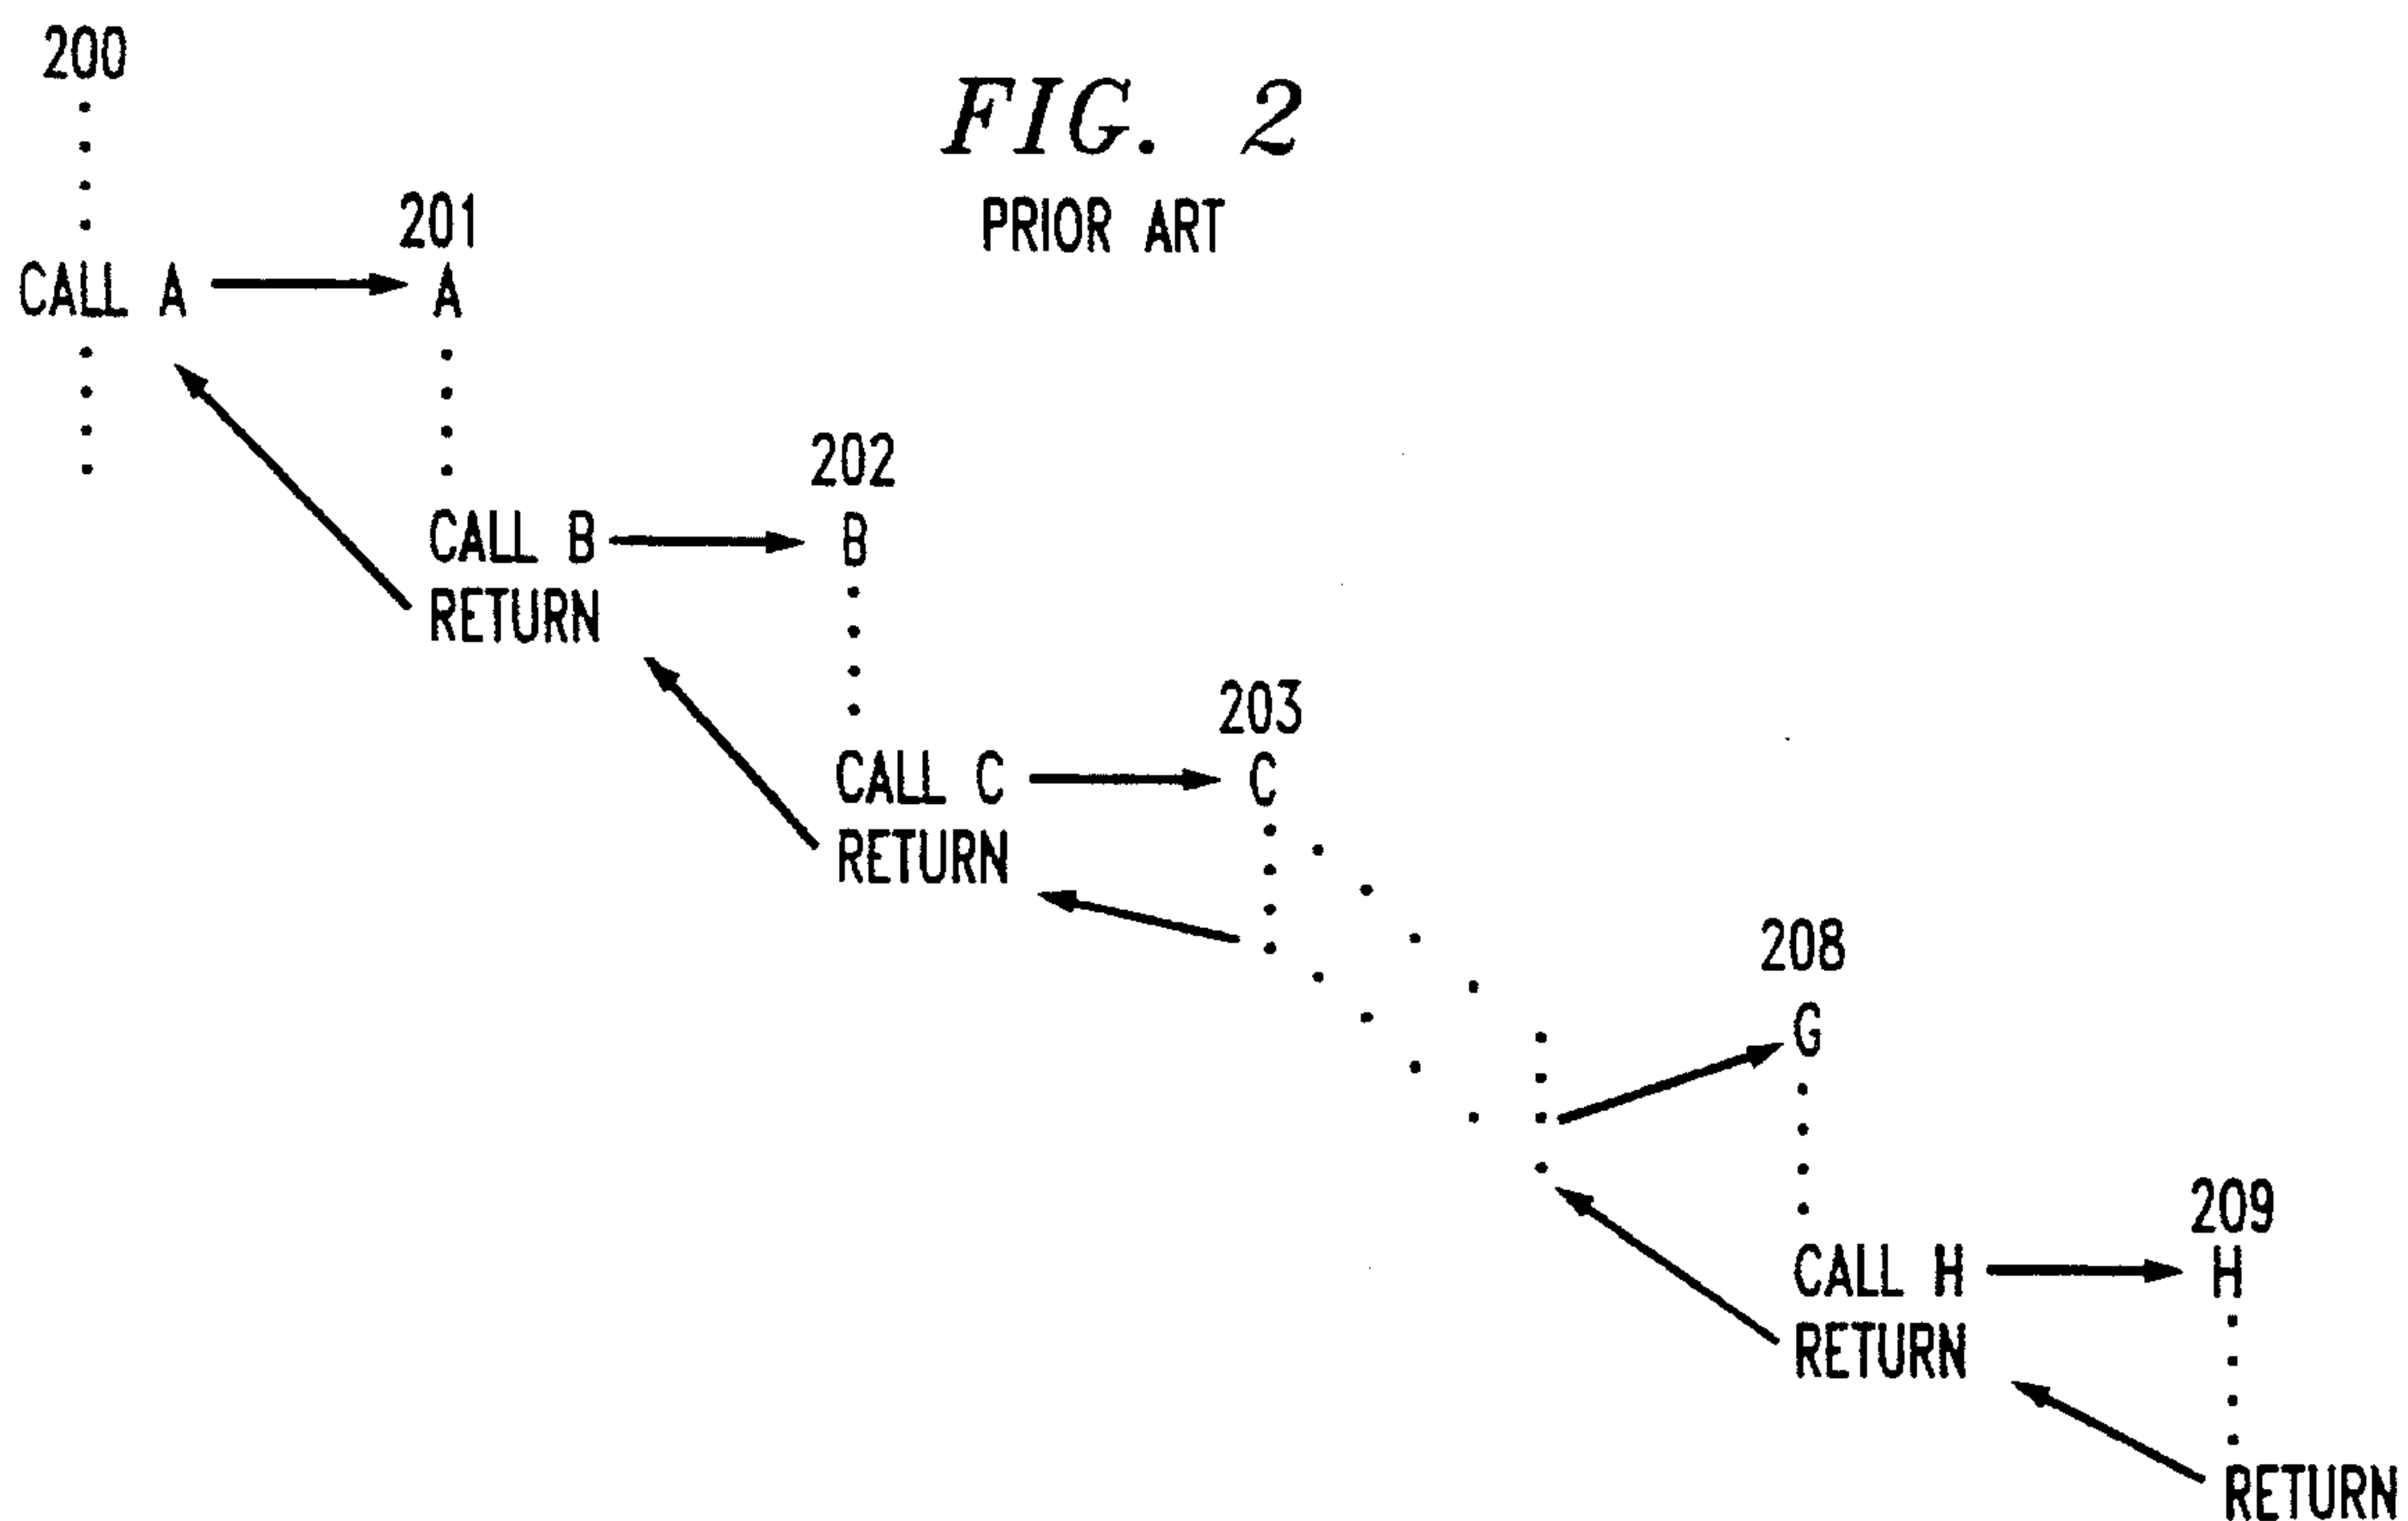 200
FIG. 2
PRIOR ART
201
CALL A
A
202
CALL B
B
RETURN
203
CALL C
C
RETURN
208
G
209
CALL H
H
RETURN
RETURN